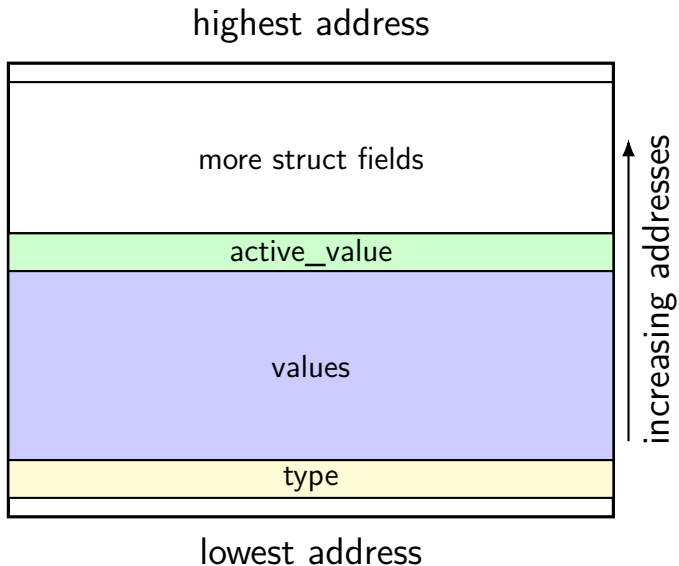 highest address
more struct fields
active_value
values
type
lowest address
increasing addresses